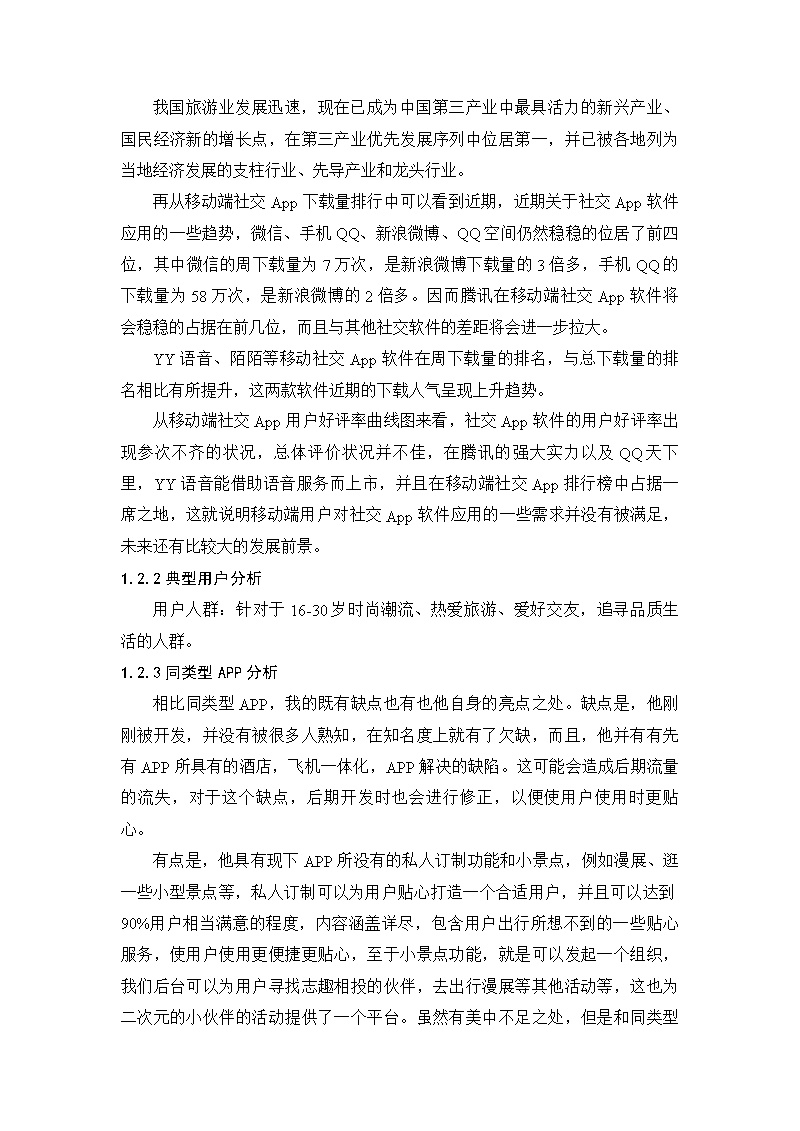 我国旅游业发展迅速，现在已成为中国第三产业中最具活力的新兴产业、
国民经济新的增长点，在第三产业优先发展序列中位居第一，并已被各地列为
当地经济发展的支柱行业、先导产业和龙头行业。
再从移动端社交 App 下载量排行中可以看到近期，近期关于社交 App 软件
应用的一些趋势，微信、手机 QQ、新浪微博、QQ 空间仍然稳稳的位居了前四
位，其中微信的周下载量为 7 万次，是新浪微博下载量的 3 倍多，手机 QQ 的
下载量为 58 万次，是新浪微博的 2 倍多。因而腾讯在移动端社交 App 软件将
会稳稳的占据在前几位，而且与其他社交软件的差距将会进一步拉大。
YY 语音、陌陌等移动社交 App 软件在周下载量的排名，与总下载量的排
名相比有所提升，这两款软件近期的下载人气呈现上升趋势。
从移动端社交 App 用户好评率曲线图来看，社交 App 软件的用户好评率出
现参次不齐的状况，总体评价状况并不佳，在腾讯的强大实力以及 QQ 天下
里，YY 语音能借助语音服务而上市，并且在移动端社交 App 排行榜中占据一
席之地，这就说明移动端用户对社交 App 软件应用的一些需求并没有被满足，
未来还有比较大的发展前景。
1.2.2 典型用户分析
用户人群：针对于 16-30 岁时尚潮流、热爱旅游、爱好交友，追寻品质生
活的人群。
1.2.3 同类型 APP 分析
相比同类型 APP，我的既有缺点也有也他自身的亮点之处。缺点是，他刚
刚被开发，并没有被很多人熟知，在知名度上就有了欠缺，而且，他并有有先
有 APP 所具有的酒店，飞机一体化，APP 解决的缺陷。这可能会造成后期流量
的流失，对于这个缺点，后期开发时也会进行修正，以便使用户使用时更贴
心。
有点是，他具有现下 APP 所没有的私人订制功能和小景点，例如漫展、逛
一些小型景点等，私人订制可以为用户贴心打造一个合适用户，并且可以达到
90%用户相当满意的程度，内容涵盖详尽，包含用户出行所想不到的一些贴心
服务，使用户使用更便捷更贴心，至于小景点功能，就是可以发起一个组织，
我们后台可以为用户寻找志趣相投的伙伴，去出行漫展等其他活动等，这也为
二次元的小伙伴的活动提供了一个平台。虽然有美中不足之处，但是和同类型